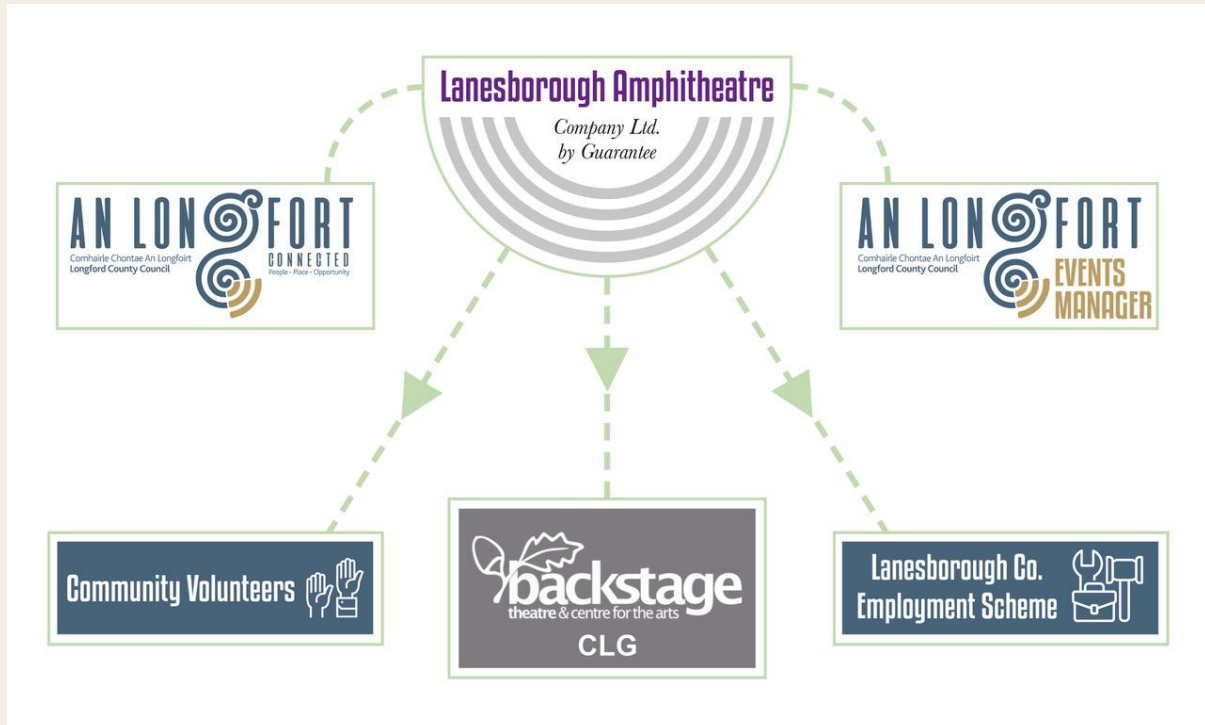 Lanesborough Amphitheatre
Company Ltd.
by Guarantee
AN LONGFORT
CONNECTED
People • Place • Opportunity
Comhairle Chontae An Longfoirt
Longford County Council
AN LONGFORT
Comhairle Chontae An Longfoirt
Longford County Council
EVENTS
MANAGER
Community Volunteers
backstage
theatre & centre for the arts
CLG
Lanesborough Co.
Employment Scheme